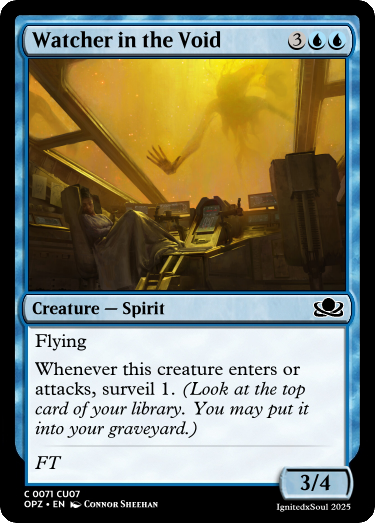 Watcher in the Void 3
Creature — Spirit
Flying
Whenever this creature enters or
attacks, surveil 1. (Look at the top
card of your library. You may put it
into your graveyard.)
FT
3/4
C 0071 CU07
OPZ • EN Connor Sheehan
IgnitedxSoul 2025